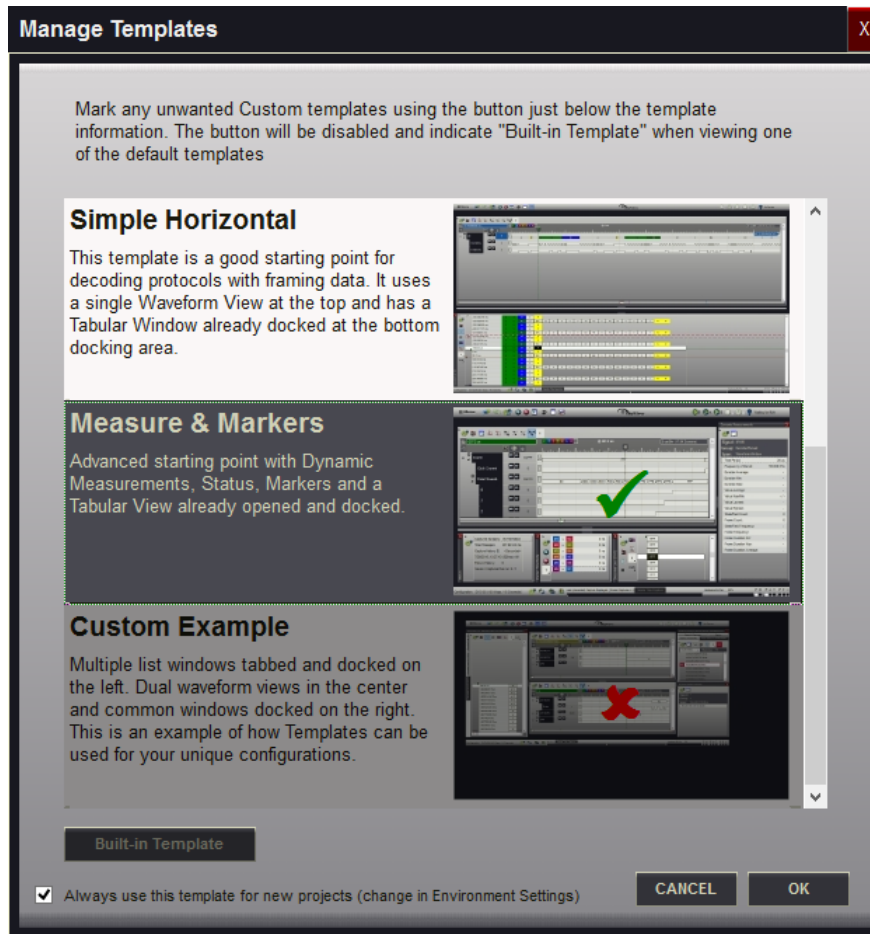 Manage Templates
X
Mark any unwanted Custom templates using the button just below the template
information. The button will be disabled and indicate "Built-in Template" when viewing one
of the default templates
Simple Horizontal
This template is a good starting point for
decoding protocols with framing data. It uses
a single Waveform View at the top and has a
Tabular Window already docked at the bottom
docking area.
Measure & Markers
Advanced starting point with Dynamic
Measurements, Status, Markers and a
Tabular View already opened and docked.
Custom Example
Multiple list windows tabbed and docked on
the left. Dual waveform views in the center
and common windows docked on the right.
This is an example of how Templates can be
used for your unique configurations.
Built-in Template
Always use this template for new projects (change in Environment Settings)
CANCEL
OK